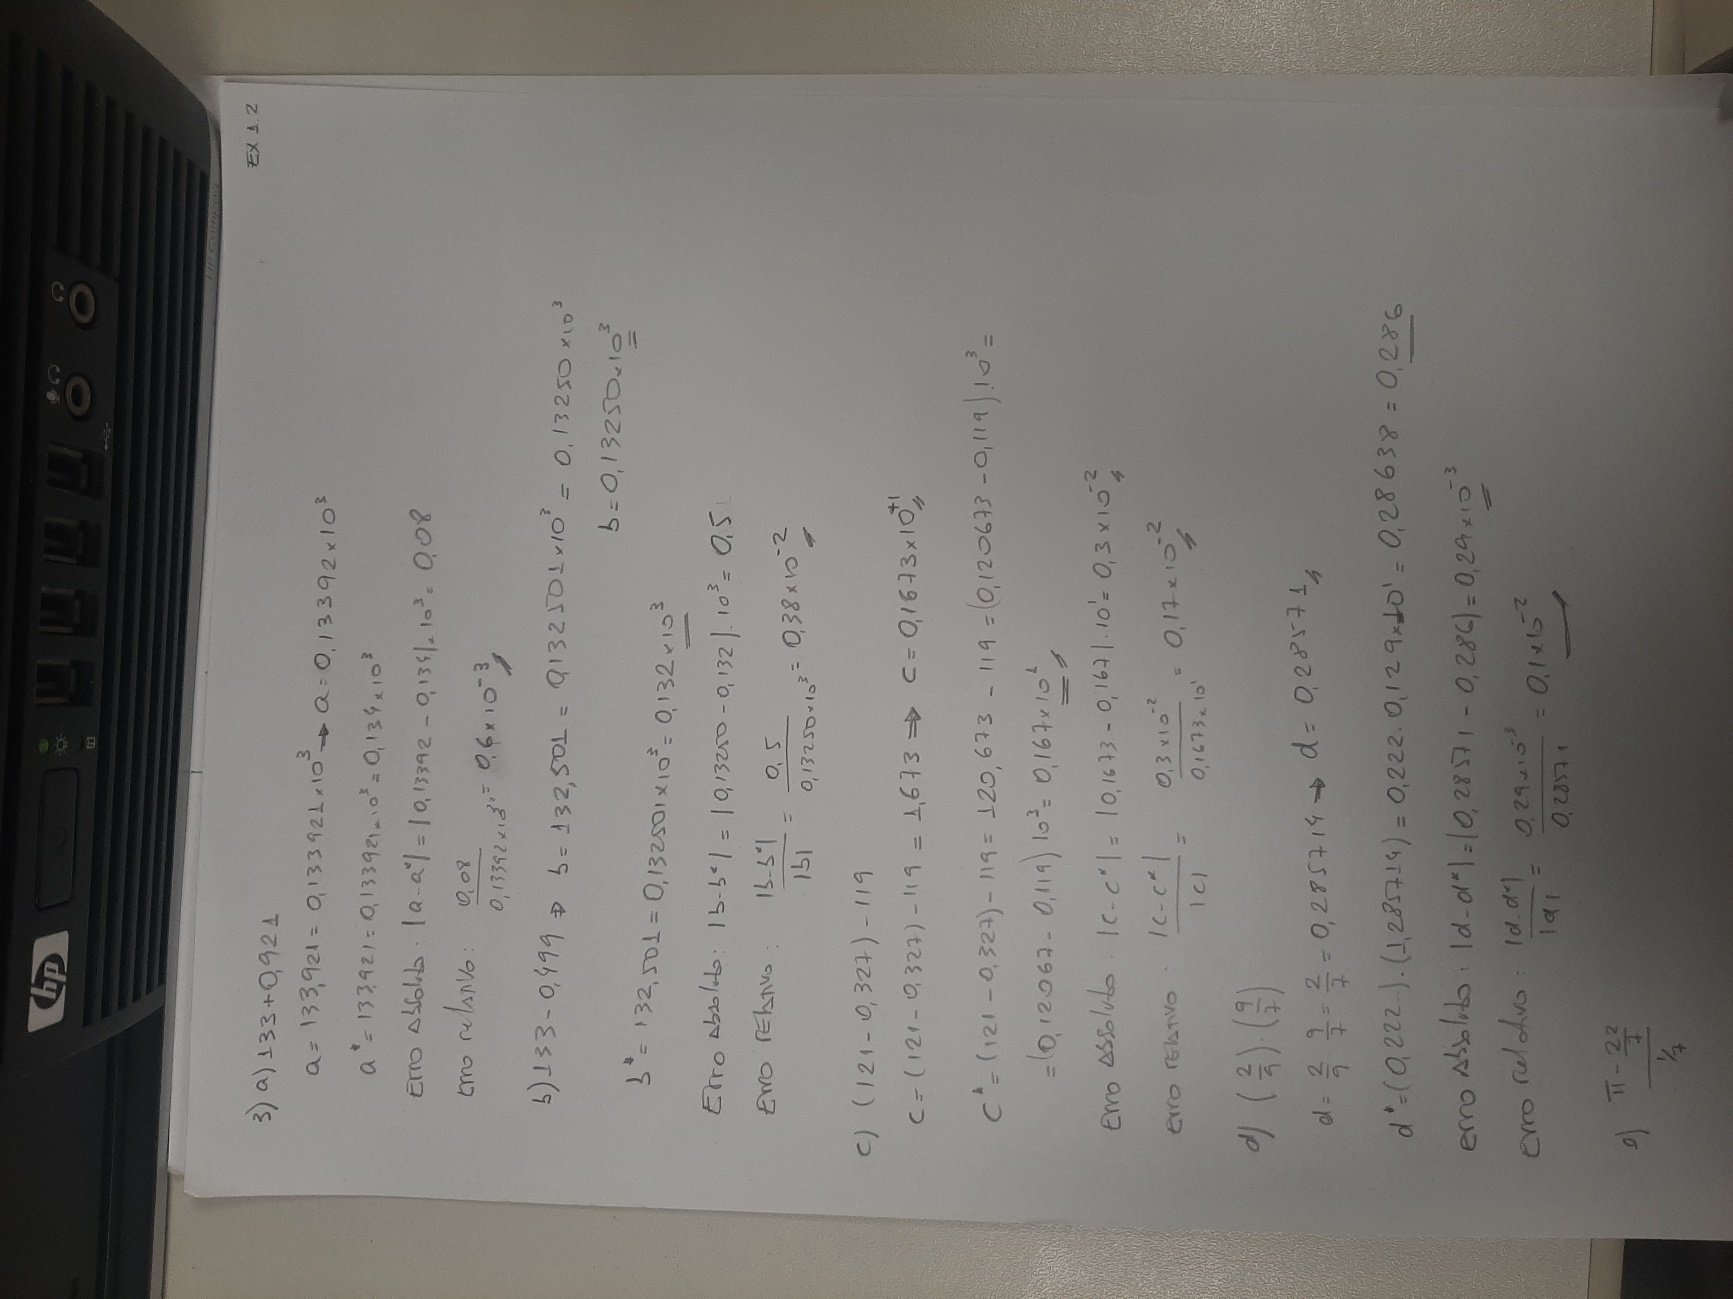 EX 1.2
3) a) 133+0,921
a = 133,921 = 0,133921×10³ → a = 0,13392×10³
a* = 133,921 = 0,133921×10³ = 0,134×10³
Erro Absoluto: |a-a*| = |0,13392 - 0,134|×10³ = 0,08
Erro relativo: 0,08 / 0,13392×10³ = 0,6×10⁻³
b) 133 - 0,499 → b = 132,501 = 0,132501×10³ = 0,13250×10³
b = 0,13250×10³
b* = 132,501 = 0,132501×10³ = 0,132×10³
Erro Absoluto: |b-b*| = |0,13250 - 0,132|.10³ = 0,5
Erro relativo: |b-b*| / |b| = 0,5 / 0,13250×10³ = 0,38×10⁻²
c) (121 - 0,327) - 119
c = (121 - 0,327) - 119 = 1,673 ⇒ c = 0,1673×10⁺¹
c* = (121 - 0,327) - 119 = 120,673 - 119 = (0,120673 - 0,119).10³ =
= (0,12067 - 0,119)10³ = 0,167×10¹
Erro Absoluto: |c-c*| = |0,1673 - 0,167|.10¹ = 0,3×10⁻²
Erro relativo: |c-c*| / |c| = 0,3×10⁻² / 0,1673×10¹ = 0,17×10⁻²
d) (2/9).(9/7)
d = 2/9 . 9/7 = 2/7 = 0,285714 → d = 0,28571
d* = (0,222..).(1,285714) = 0,222.0,129×10¹ = 0,28638 = 0,286
erro Absoluto: |d-d*| = |0,28571 - 0,286| = 0,29×10⁻³
Erro relativo: |d-d*| / |d| = 0,29×10⁻³ / 0,28571 = 0,1×10⁻²
e) π - 22/7 / 1/7
hp